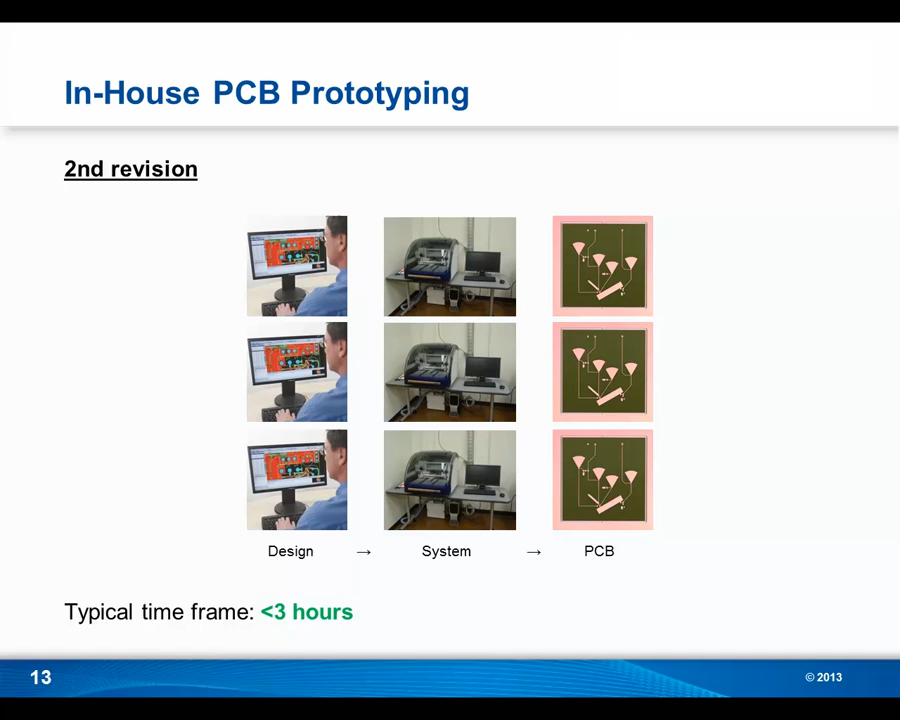 In-House PCB Prototyping
2nd revision
Design → System → PCB
Typical time frame: <3 hours
13
© 2013